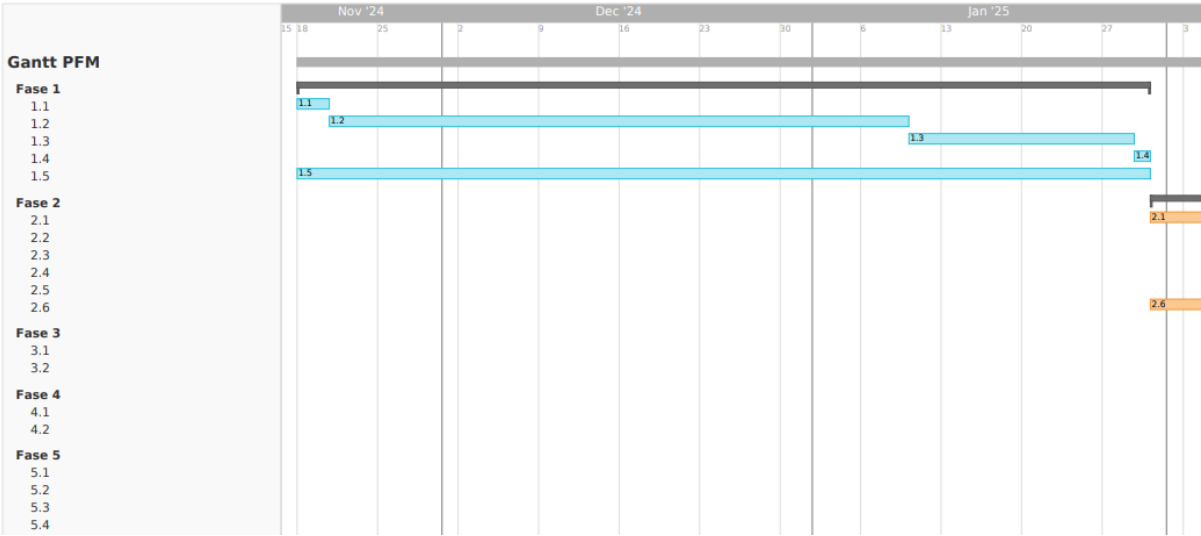 Nov '24 Dec '24 Jan '25
15 18 25 2 9 16 23 30 6 13 20 27 3
Gantt PFM
Fase 1
1.1 1.1
1.2 1.2
1.3 1.3
1.4 1.4
1.5 1.5
Fase 2
2.1 2.1
2.2
2.3
2.4
2.5
2.6 2.6
Fase 3
3.1
3.2
Fase 4
4.1
4.2
Fase 5
5.1
5.2
5.3
5.4